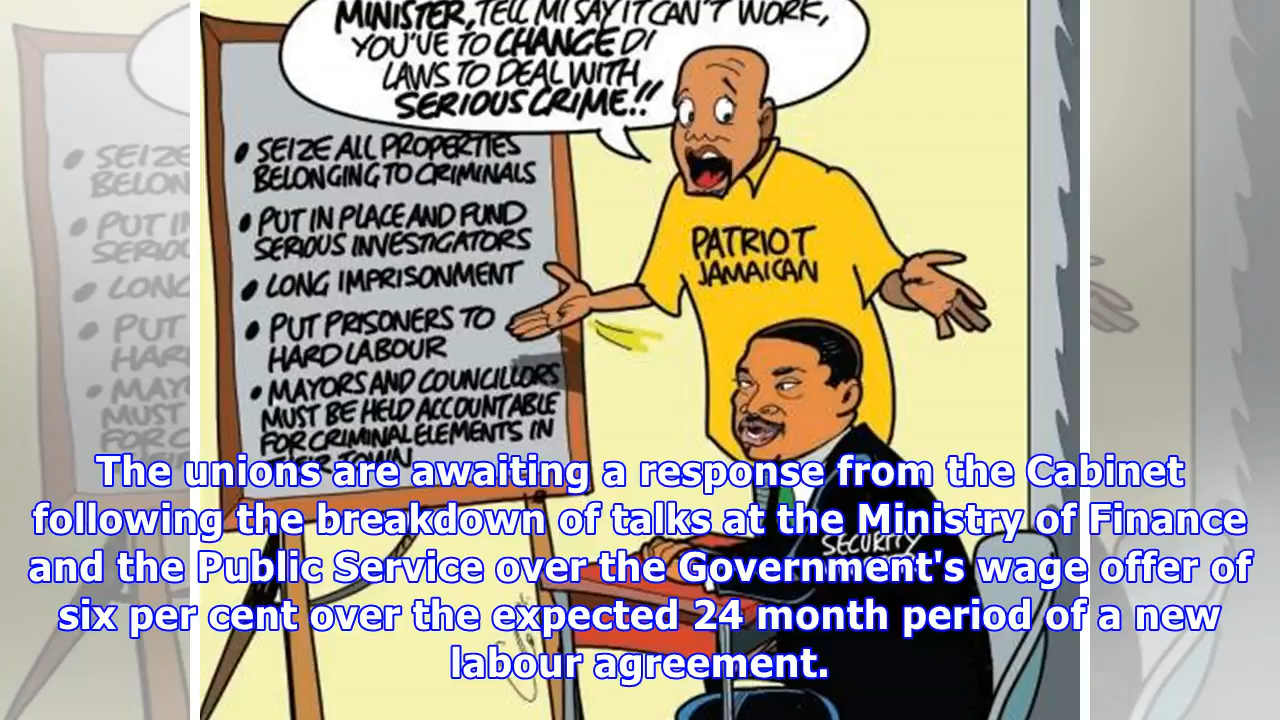 MINISTER, TELL MI SAY IT CAN'T WORK,
YOU'VE TO CHANGE DI
LAWS TO DEAL WITH
SERIOUS CRIME!!
• SEIZE ALL PROPERTIES
BELONGING TO CRIMINALS
• PUT IN PLACE AND FUND
SERIOUS INVESTIGATORS
• LONG IMPRISONMENT
• PUT PRISONERS TO
HARD LABOUR
• MAYORS AND COUNCILLORS
MUST BE HELD ACCOUNTABLE
FOR CRIMINAL ELEMENTS IN
THEIR TOWN
PATRIOT
JAMAICAN
SECURITY
The unions are awaiting a response from the Cabinet
following the breakdown of talks at the Ministry of Finance
and the Public Service over the Government's wage offer of
six per cent over the expected 24 month period of a new
labour agreement.